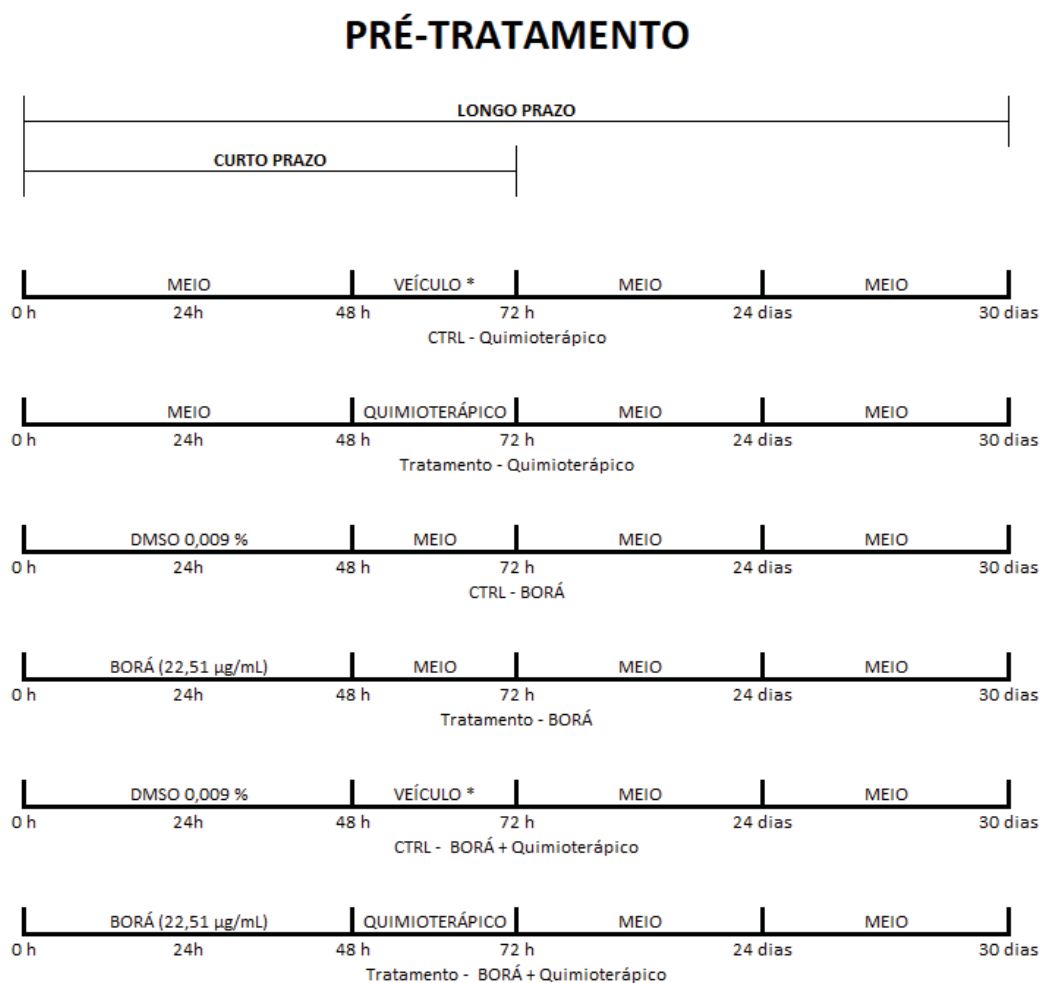 PRÉ-TRATAMENTO
LONGO PRAZO
CURTO PRAZO
MEIO VEÍCULO * MEIO MEIO
0 h 24h 48 h 72 h 24 dias 30 dias
CTRL - Quimioterápico
MEIO QUIMIOTERÁPICO MEIO MEIO
0 h 24h 48 h 72 h 24 dias 30 dias
Tratamento - Quimioterápico
DMSO 0,009 % MEIO MEIO MEIO
0 h 24h 48 h 72 h 24 dias 30 dias
CTRL - BORÁ
BORÁ (22,51 µg/mL) MEIO MEIO MEIO
0 h 24h 48 h 72 h 24 dias 30 dias
Tratamento - BORÁ
DMSO 0,009 % VEÍCULO * MEIO MEIO
0 h 24h 48 h 72 h 24 dias 30 dias
CTRL - BORÁ + Quimioterápico
BORÁ (22,51 µg/mL) QUIMIOTERÁPICO MEIO MEIO
0 h 24h 48 h 72 h 24 dias 30 dias
Tratamento - BORÁ + Quimioterápico